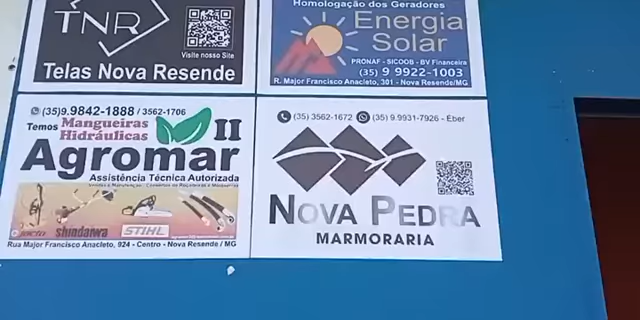 TNR
Visite nosso Site
Telas Nova Resende
Homologação dos Geradores
Energia
Solar
PRONAF - SICOOB - BV Financeira
(35) 9 9922-1003
R. Major Francisco Anacleto, 301 - Nova Resende/MG
(35)9.9842-1888 / 3562-1706
Temos Mangueiras
Hidráulicas
II
Agromar
Assistência Técnica Autorizada
shindaiwa
STIHL
Rua Major Francisco Anacleto, 924 - Centro - Nova Resende / MG
(35) 3562-1672 (35) 9.9931-7926 - Eber
NOVA PEDRA
MARMORARIA